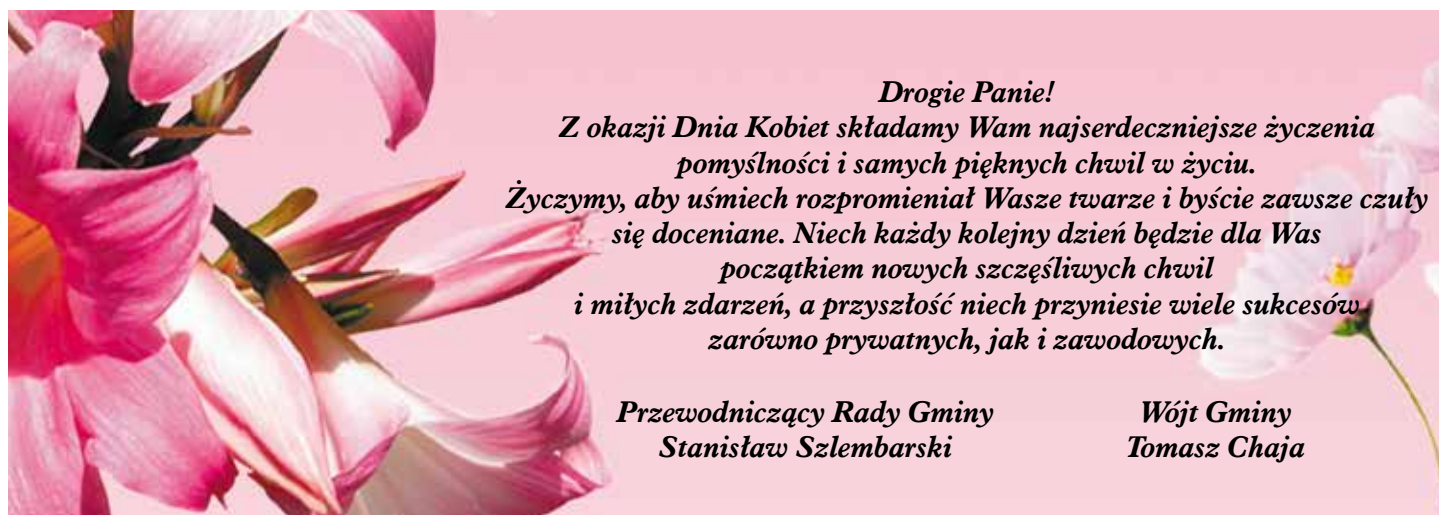 Drogie Panie!
Z okazji Dnia Kobiet składamy Wam najserdeczniejsze życzenia
pomyślności i samych pięknych chwil w życiu.
Życzymy, aby uśmiech rozpromieniał Wasze twarze i byście zawsze czuły
się doceniane. Niech każdy kolejny dzień będzie dla Was
początkiem nowych szczęśliwych chwil
i miłych zdarzeń, a przyszłość niech przyniesie wiele sukcesów
zarówno prywatnych, jak i zawodowych.
Przewodniczący Rady Gminy
Stanisław Szlembarski
Wójt Gminy
Tomasz Chaja